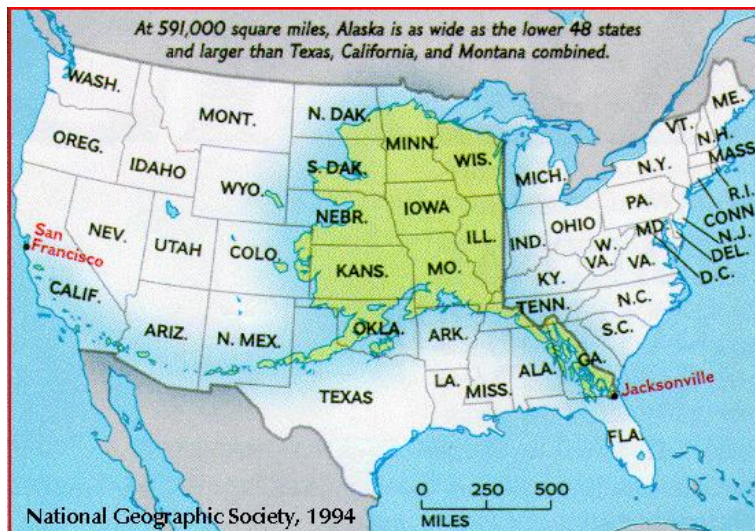 At 591,000 square miles, Alaska is as wide as the lower 48 states
and larger than Texas, California, and Montana combined.
WASH.
MONT.
N. DAK.
MINN.
ME.
VT.
N.H.
OREG.
IDAHO
S. DAK.
WIS.
MICH.
N.Y.
MASS.
WYO.
R.I.
CONN.
NEBR.
IOWA
PA.
N.J.
San
Francisco
NEV.
UTAH
COLO.
ILL.
IND.
OHIO
W.
VA.
MD.
DEL.
D.C.
CALIF.
KANS.
MO.
KY.
VA.
TENN.
N.C.
ARIZ.
N. MEX.
OKLA.
ARK.
S.C.
TEXAS
LA.
MISS.
ALA.
GA.
Jacksonville
FLA.
0 250 500
MILES
National Geographic Society, 1994